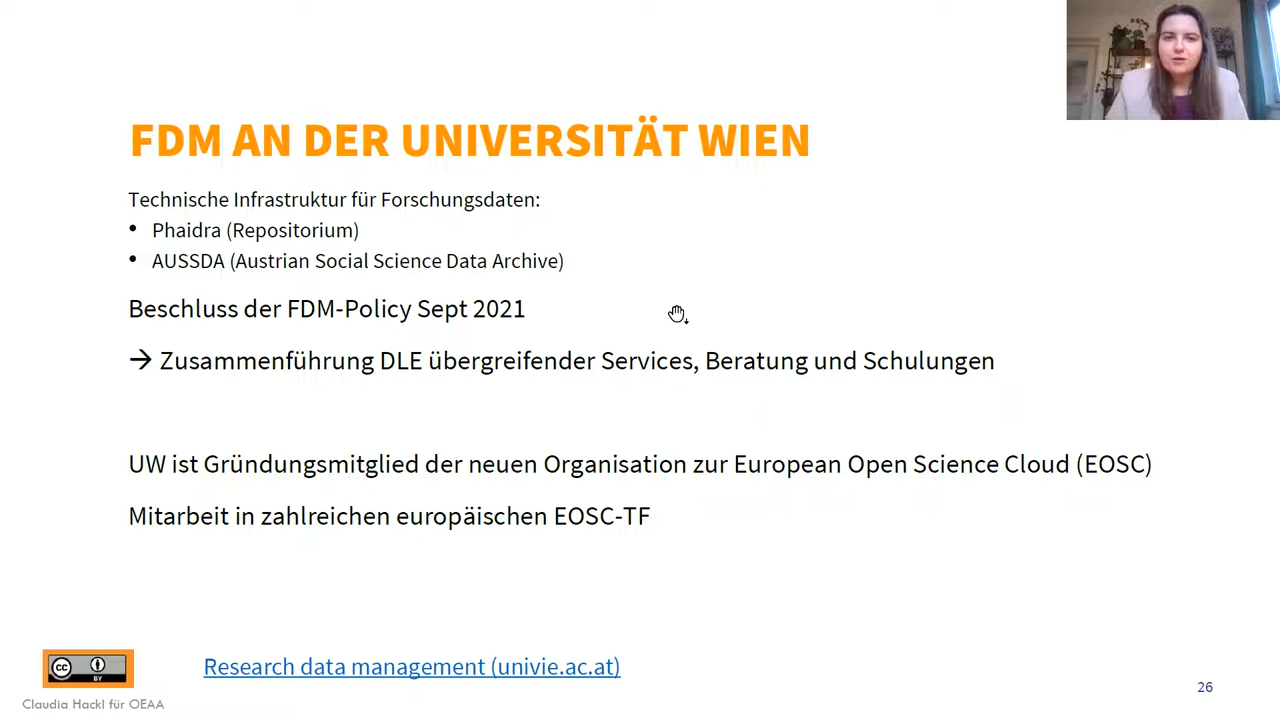 FDM AN DER UNIVERSITÄT WIEN
Technische Infrastruktur für Forschungsdaten:
• Phaidra (Repositorium)
• AUSSDA (Austrian Social Science Data Archive)
Beschluss der FDM-Policy Sept 2021
→ Zusammenführung DLE übergreifender Services, Beratung und Schulungen
UW ist Gründungsmitglied der neuen Organisation zur European Open Science Cloud (EOSC)
Mitarbeit in zahlreichen europäischen EOSC-TF
cc
BY
Research data management (univie.ac.at)
26
Claudia Hackl für OEAA